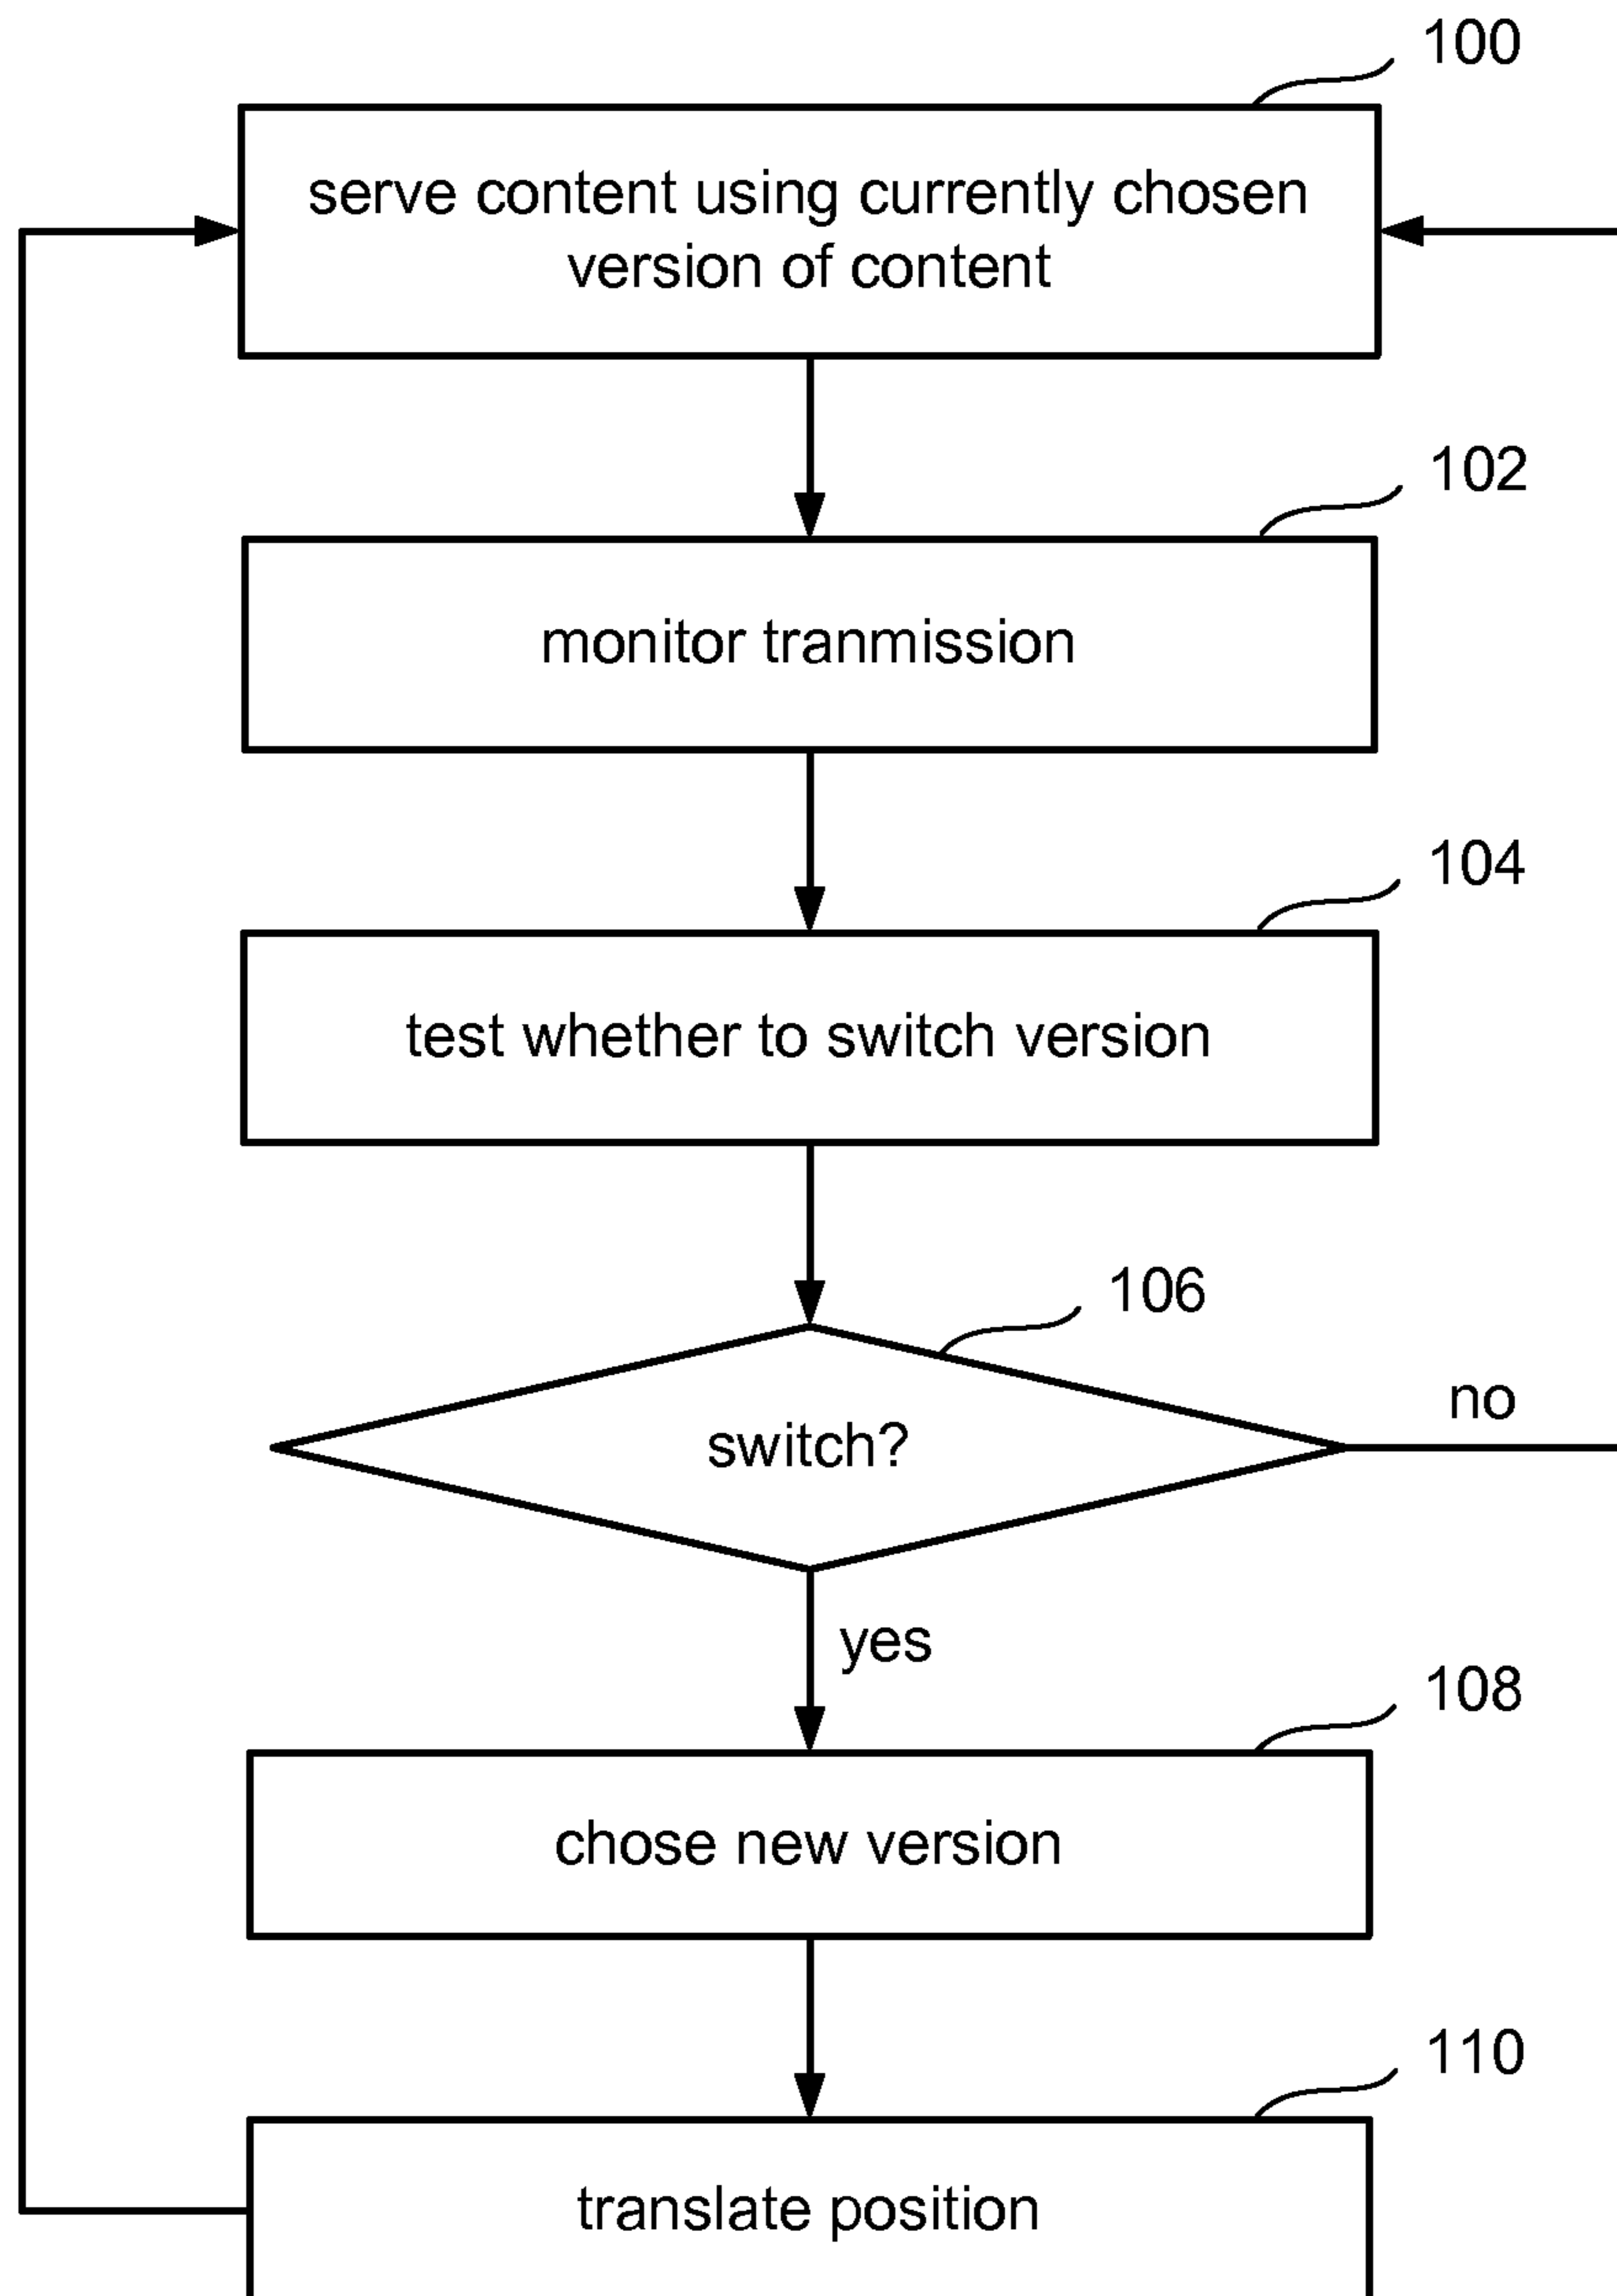 100
serve content using currently chosen
version of content
102
monitor tranmission
104
test whether to switch version
106
switch?
no
yes
108
chose new version
110
translate position